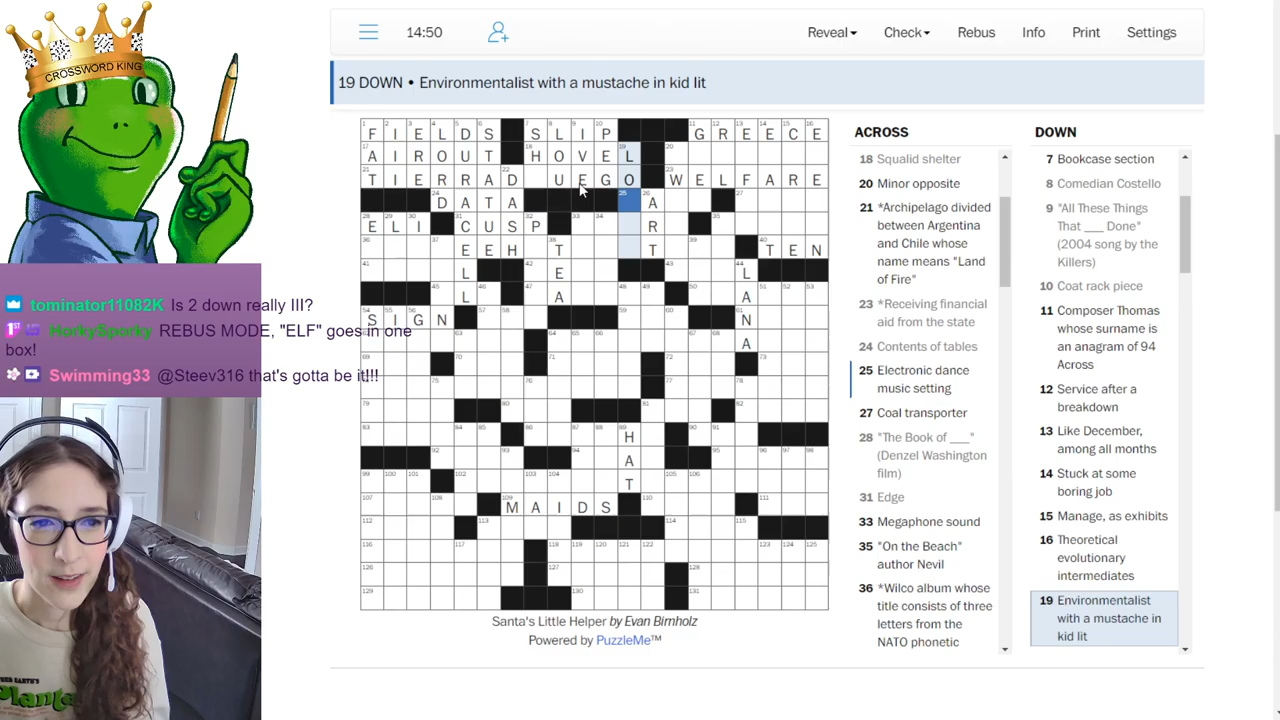 CROSSWORD KING
14:50
Reveal Check Rebus Info Print Settings
19 DOWN • Environmentalist with a mustache in kid lit
tominator11082K Is 2 down really III?
HorkySporky REBUS MODE, "ELF" goes in one
box!
Swimming33 @Steev316 that's gotta be it!!!
FIELDS SLIP GREECE
AIROUT HOVEL
TIERRAD UEGO WELFARE
DATA A
ELI CUSP R
EEH T T TEN
L E L
L A A
SIGN N
A
H
A
T
MAIDS
Santa's Little Helper by Evan Birnholz
Powered by PuzzleMe™
ACROSS
18 Squalid shelter
20 Minor opposite
21 *Archipelago divided
between Argentina
and Chile whose
name means "Land
of Fire"
23 *Receiving financial
aid from the state
24 Contents of tables
25 Electronic dance
music setting
27 Coal transporter
28 "The Book of ___"
(Denzel Washington
film)
31 Edge
33 Megaphone sound
35 "On the Beach"
author Nevil
36 *Wilco album whose
title consists of three
letters from the
NATO phonetic
DOWN
7 Bookcase section
8 Comedian Costello
9 "All These Things
That ___ Done"
(2004 song by the
Killers)
10 Coat rack piece
11 Composer Thomas
whose surname is
an anagram of 94
Across
12 Service after a
breakdown
13 Like December,
among all months
14 Stuck at some
boring job
15 Manage, as exhibits
16 Theoretical
evolutionary
intermediates
19 Environmentalist
with a mustache in
kid lit